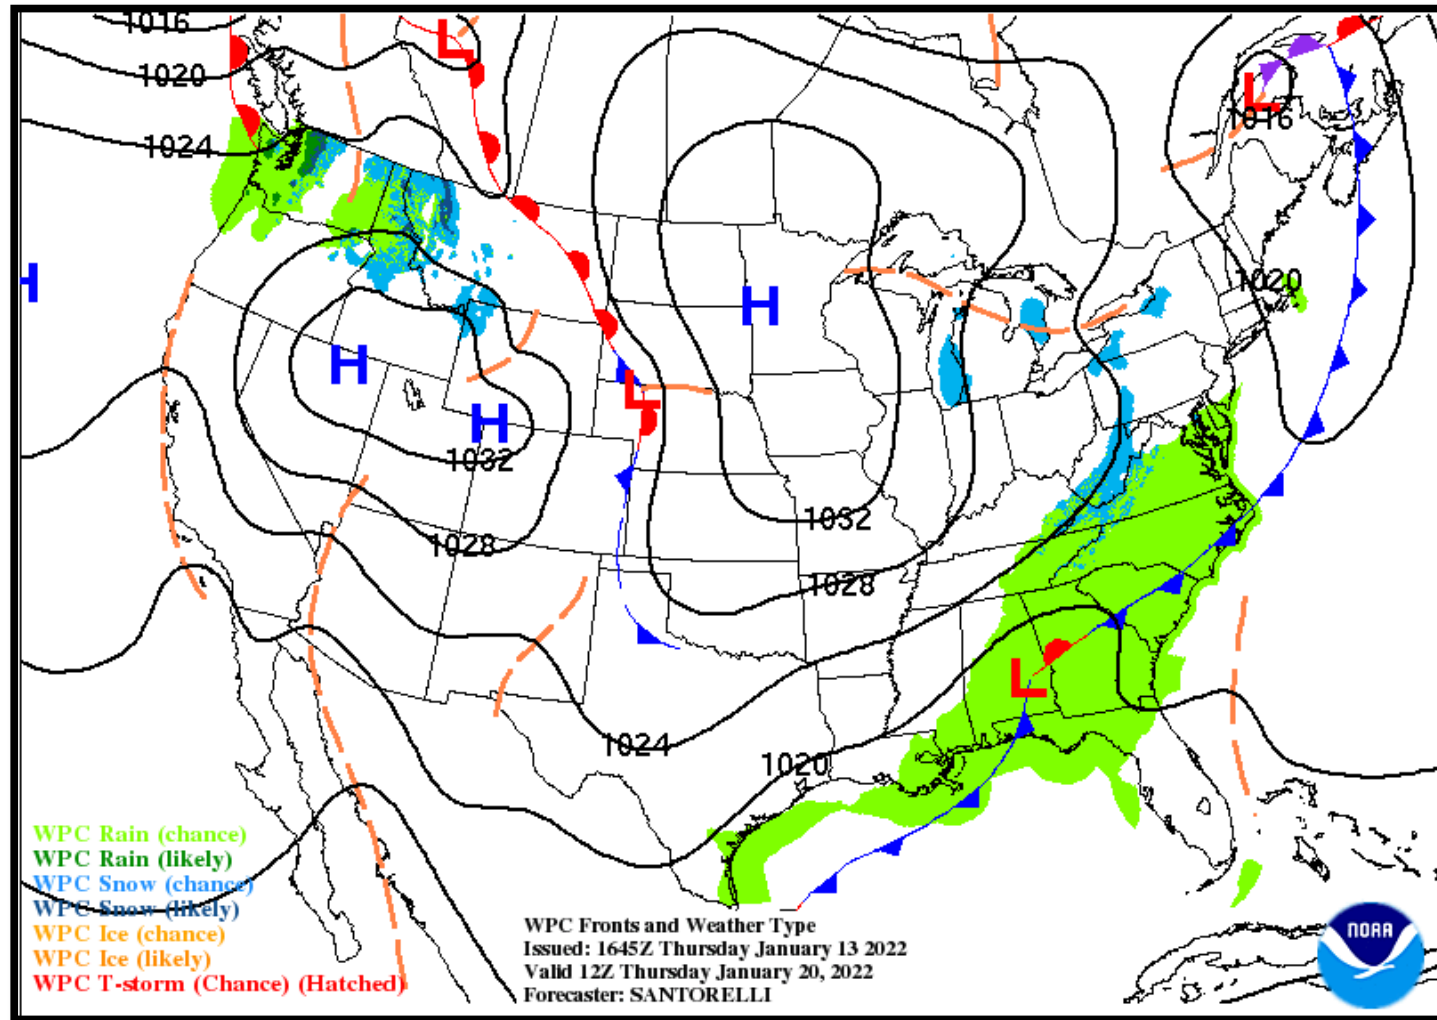 1016
1020
1024
L
L
1016
H
1020
H
H
L
H
1032
1032
1028
1028
L
1024
1020
WPC Rain (chance)
WPC Rain (likely)
WPC Snow (chance)
WPC Snow (likely)
WPC Ice (chance)
WPC Ice (likely)
WPC T-storm (Chance) (Hatched)
WPC Fronts and Weather Type
Issued: 1645Z Thursday January 13 2022
Valid 12Z Thursday January 20, 2022
Forecaster: SANTORELLI
NOAA